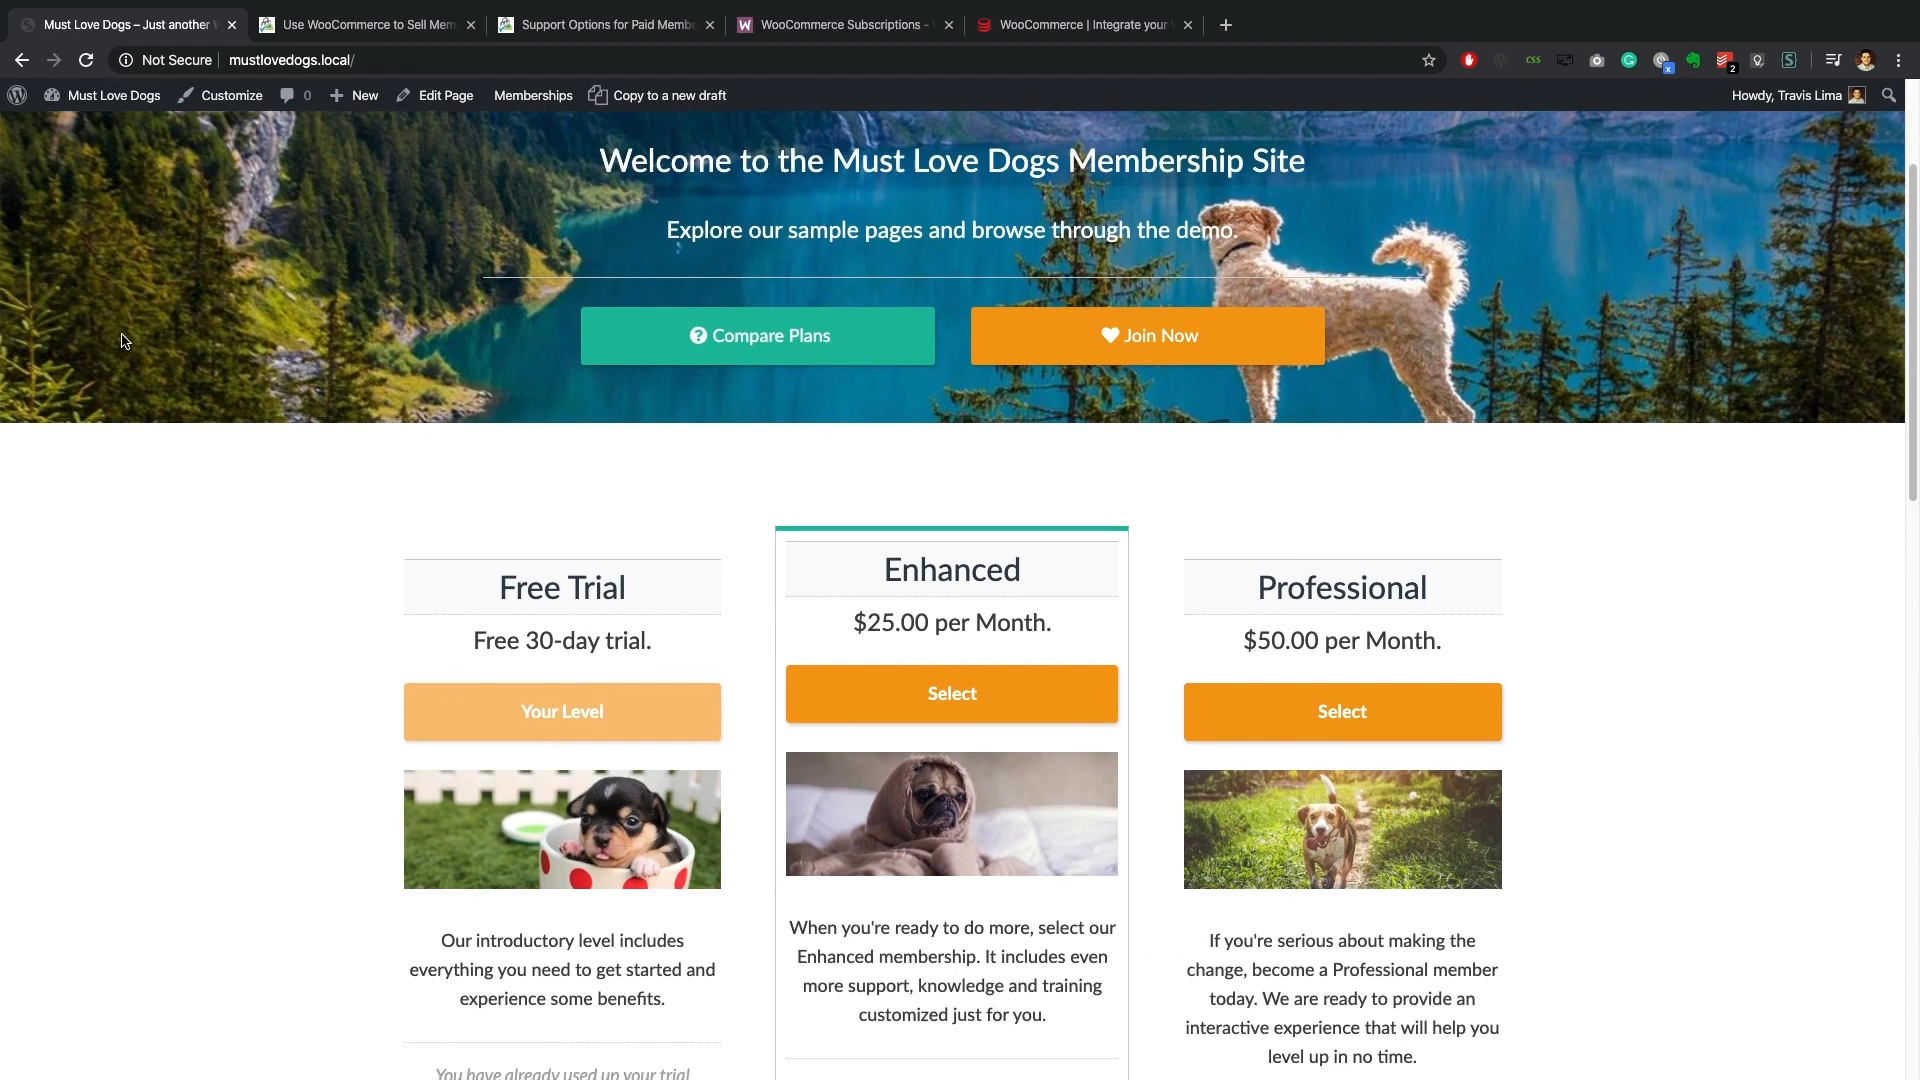 Must Love Dogs – Just another
Use WooCommerce to Sell Mem
Support Options for Paid Membe
WooCommerce Subscriptions -
WooCommerce | Integrate your
Not Secure
mustlovedogs.local/
css
x
2
Must Love Dogs
Customize
0
New
Edit Page
Memberships
Copy to a new draft
Howdy, Travis Lima
Welcome to the Must Love Dogs Membership Site
Explore our sample pages and browse through the demo.
Compare Plans
Join Now
Free Trial
Free 30-day trial.
Your Level
Our introductory level includes
everything you need to get started and
experience some benefits.
You have already used up your trial
Enhanced
$25.00 per Month.
Select
When you're ready to do more, select our
Enhanced membership. It includes even
more support, knowledge and training
customized just for you.
Professional
$50.00 per Month.
Select
If you're serious about making the
change, become a Professional member
today. We are ready to provide an
interactive experience that will help you
level up in no time.